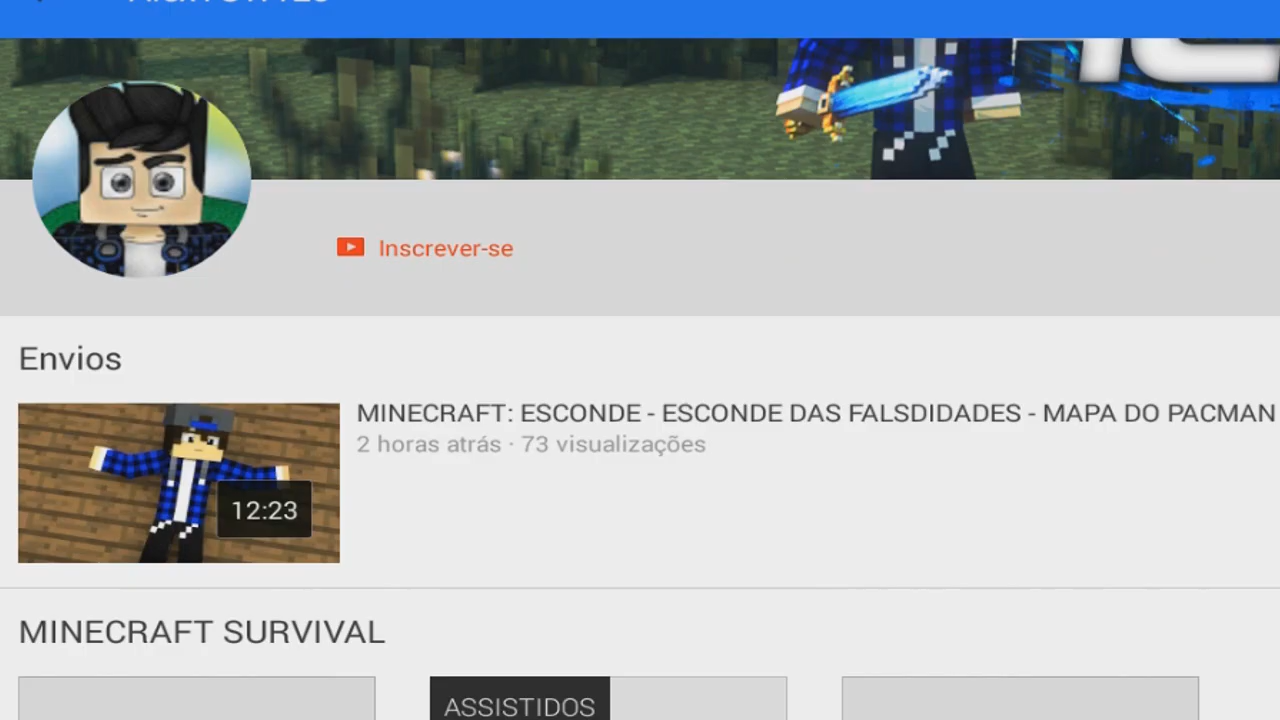 Inscrever-se
Envios
MINECRAFT: ESCONDE - ESCONDE DAS FALSDIDADES - MAPA DO PACMAN
2 horas atrás · 73 visualizações
12:23
MINECRAFT SURVIVAL
ASSISTIDOS